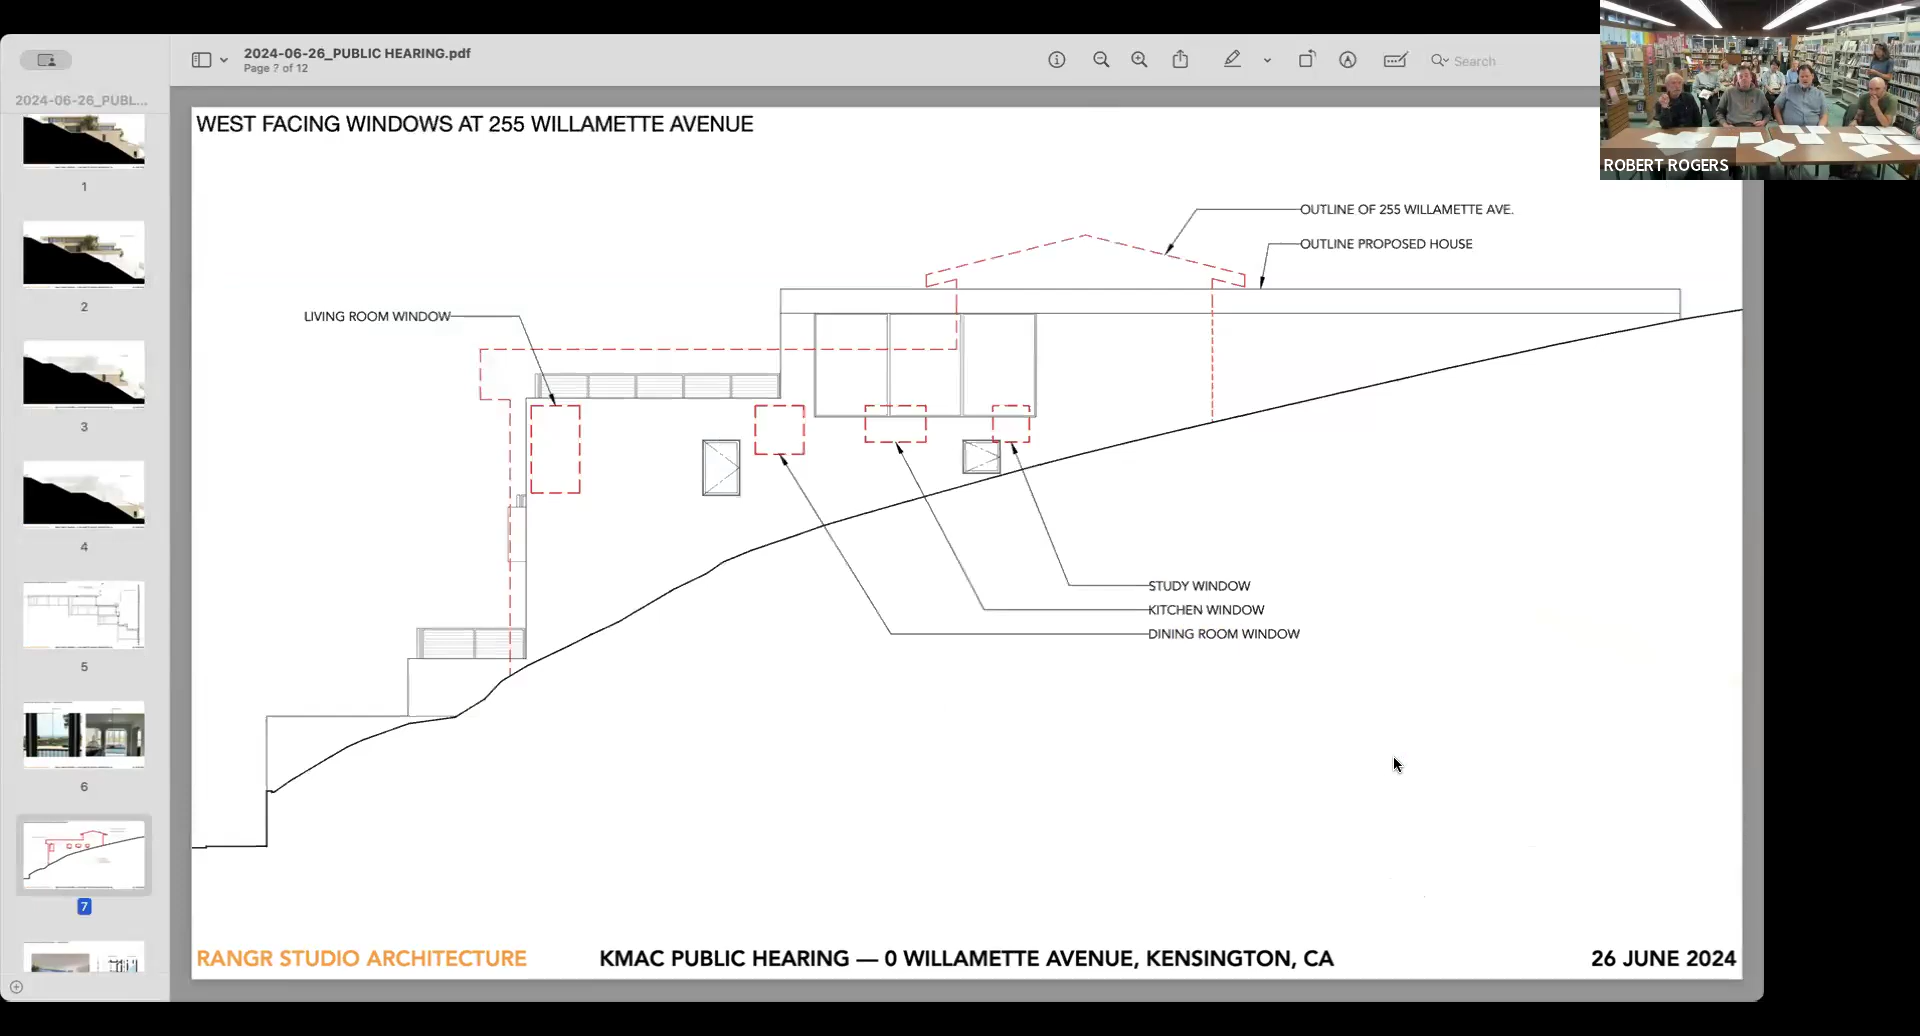 2024-06-26_PUBLIC HEARING.pdf
Page 7 of 12
Search
2024-06-26_PUBL...
1
2
3
4
5
6
7
ROBERT ROGERS
WEST FACING WINDOWS AT 255 WILLAMETTE AVENUE
OUTLINE OF 255 WILLAMETTE AVE.
OUTLINE PROPOSED HOUSE
LIVING ROOM WINDOW
STUDY WINDOW
KITCHEN WINDOW
DINING ROOM WINDOW
RANGR STUDIO ARCHITECTURE
KMAC PUBLIC HEARING — 0 WILLAMETTE AVENUE, KENSINGTON, CA
26 JUNE 2024